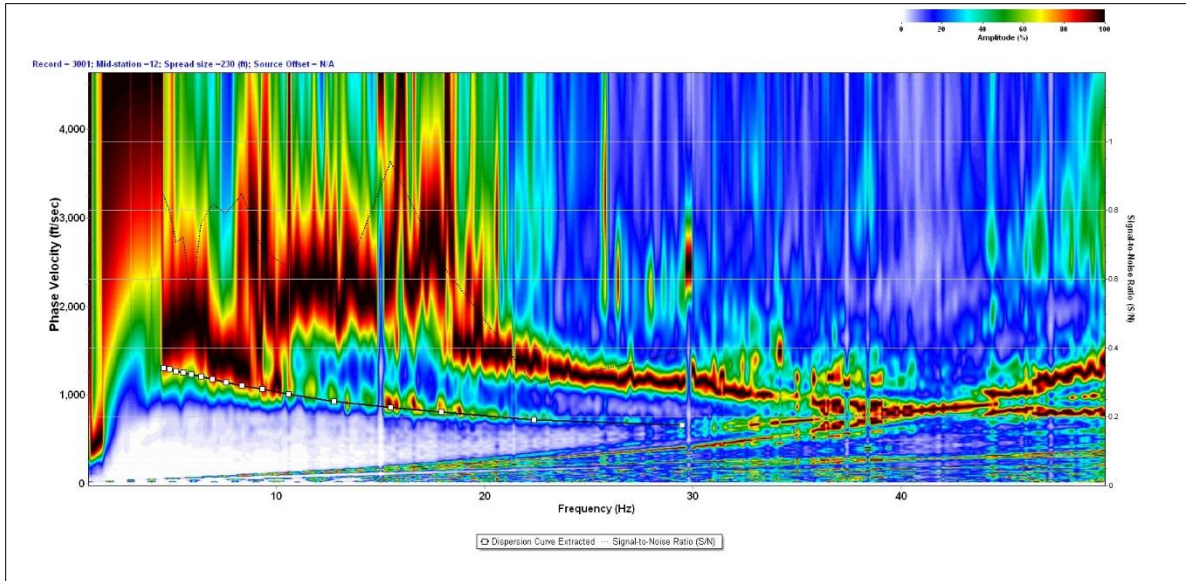 0 20 40 60 80 100
Amplitude (%)
Record = 3001; Mid-station =12; Spread size =230 (ft); Source Offset = N/A
4,000
3,000
2,000
1,000
0
Phase Velocity (ft/sec)
1
0.8
0.6
0.4
0.2
0
Signal-to-Noise Ratio (S/N)
10 20 30 40
Frequency (Hz)
Dispersion Curve Extracted Signal-to-Noise Ratio (S/N)